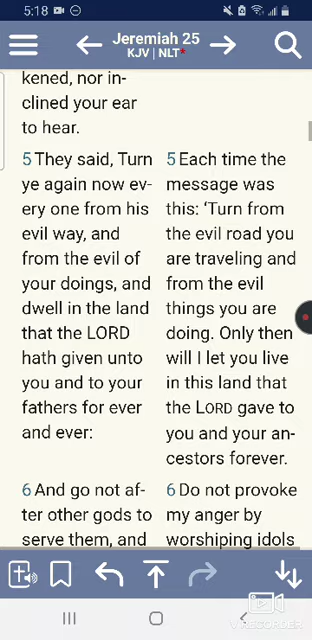 5:18
Jeremiah 25
KJV | NLT*
kened, nor in-
clined your ear
to hear.
5 They said, Turn
ye again now ev-
ery one from his
evil way, and
from the evil of
your doings, and
dwell in the land
that the LORD
hath given unto
you and to your
fathers for ever
and ever:
6 And go not af-
ter other gods to
serve them, and
5 Each time the
message was
this: ‘Turn from
the evil road you
are traveling and
from the evil
things you are
doing. Only then
will I let you live
in this land that
the LORD gave to
you and your an-
cestors forever.
6 Do not provoke
my anger by
worshiping idols
VIRECORDER